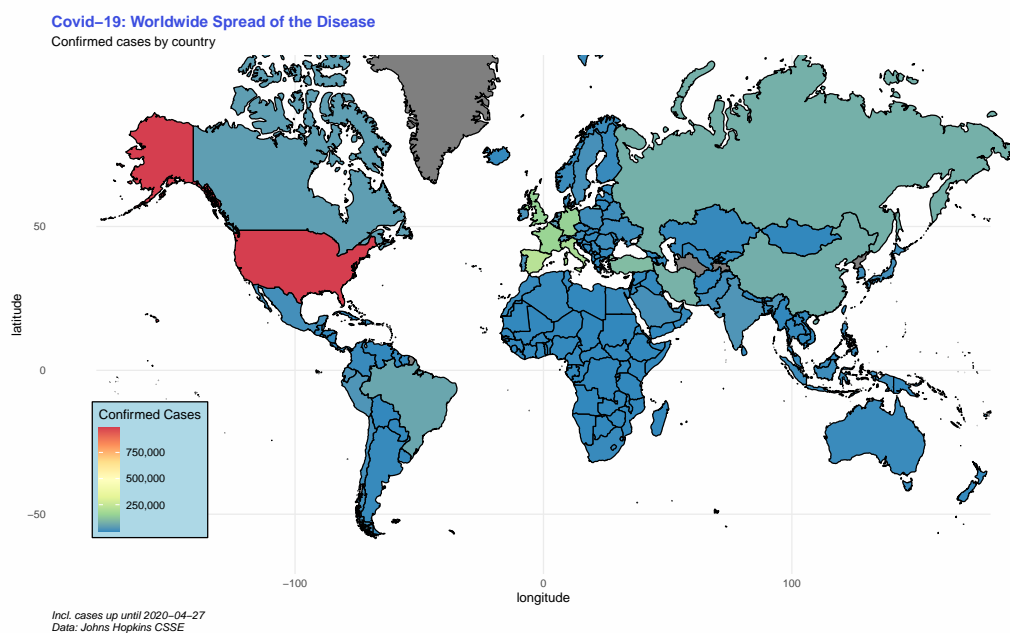 Covid−19: Worldwide Spread of the Disease
Confirmed cases by country
latitude
50
0
−50
Confirmed Cases
750,000
500,000
250,000
−100
0
100
longitude
Incl. cases up until 2020−04−27
Data: Johns Hopkins CSSE